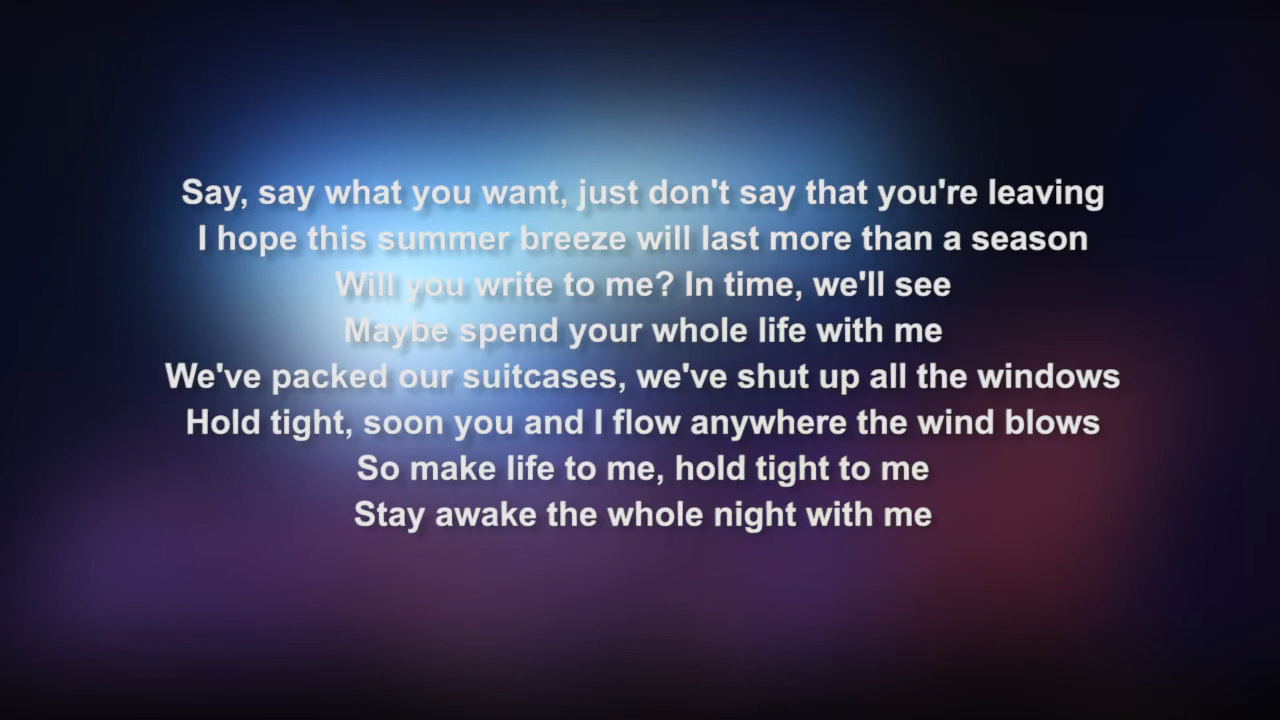 Say, say what you want, just don't say that you're leaving
I hope this summer breeze will last more than a season
Will you write to me? In time, we'll see
Maybe spend your whole life with me
We've packed our suitcases, we've shut up all the windows
Hold tight, soon you and I flow anywhere the wind blows
So make life to me, hold tight to me
Stay awake the whole night with me